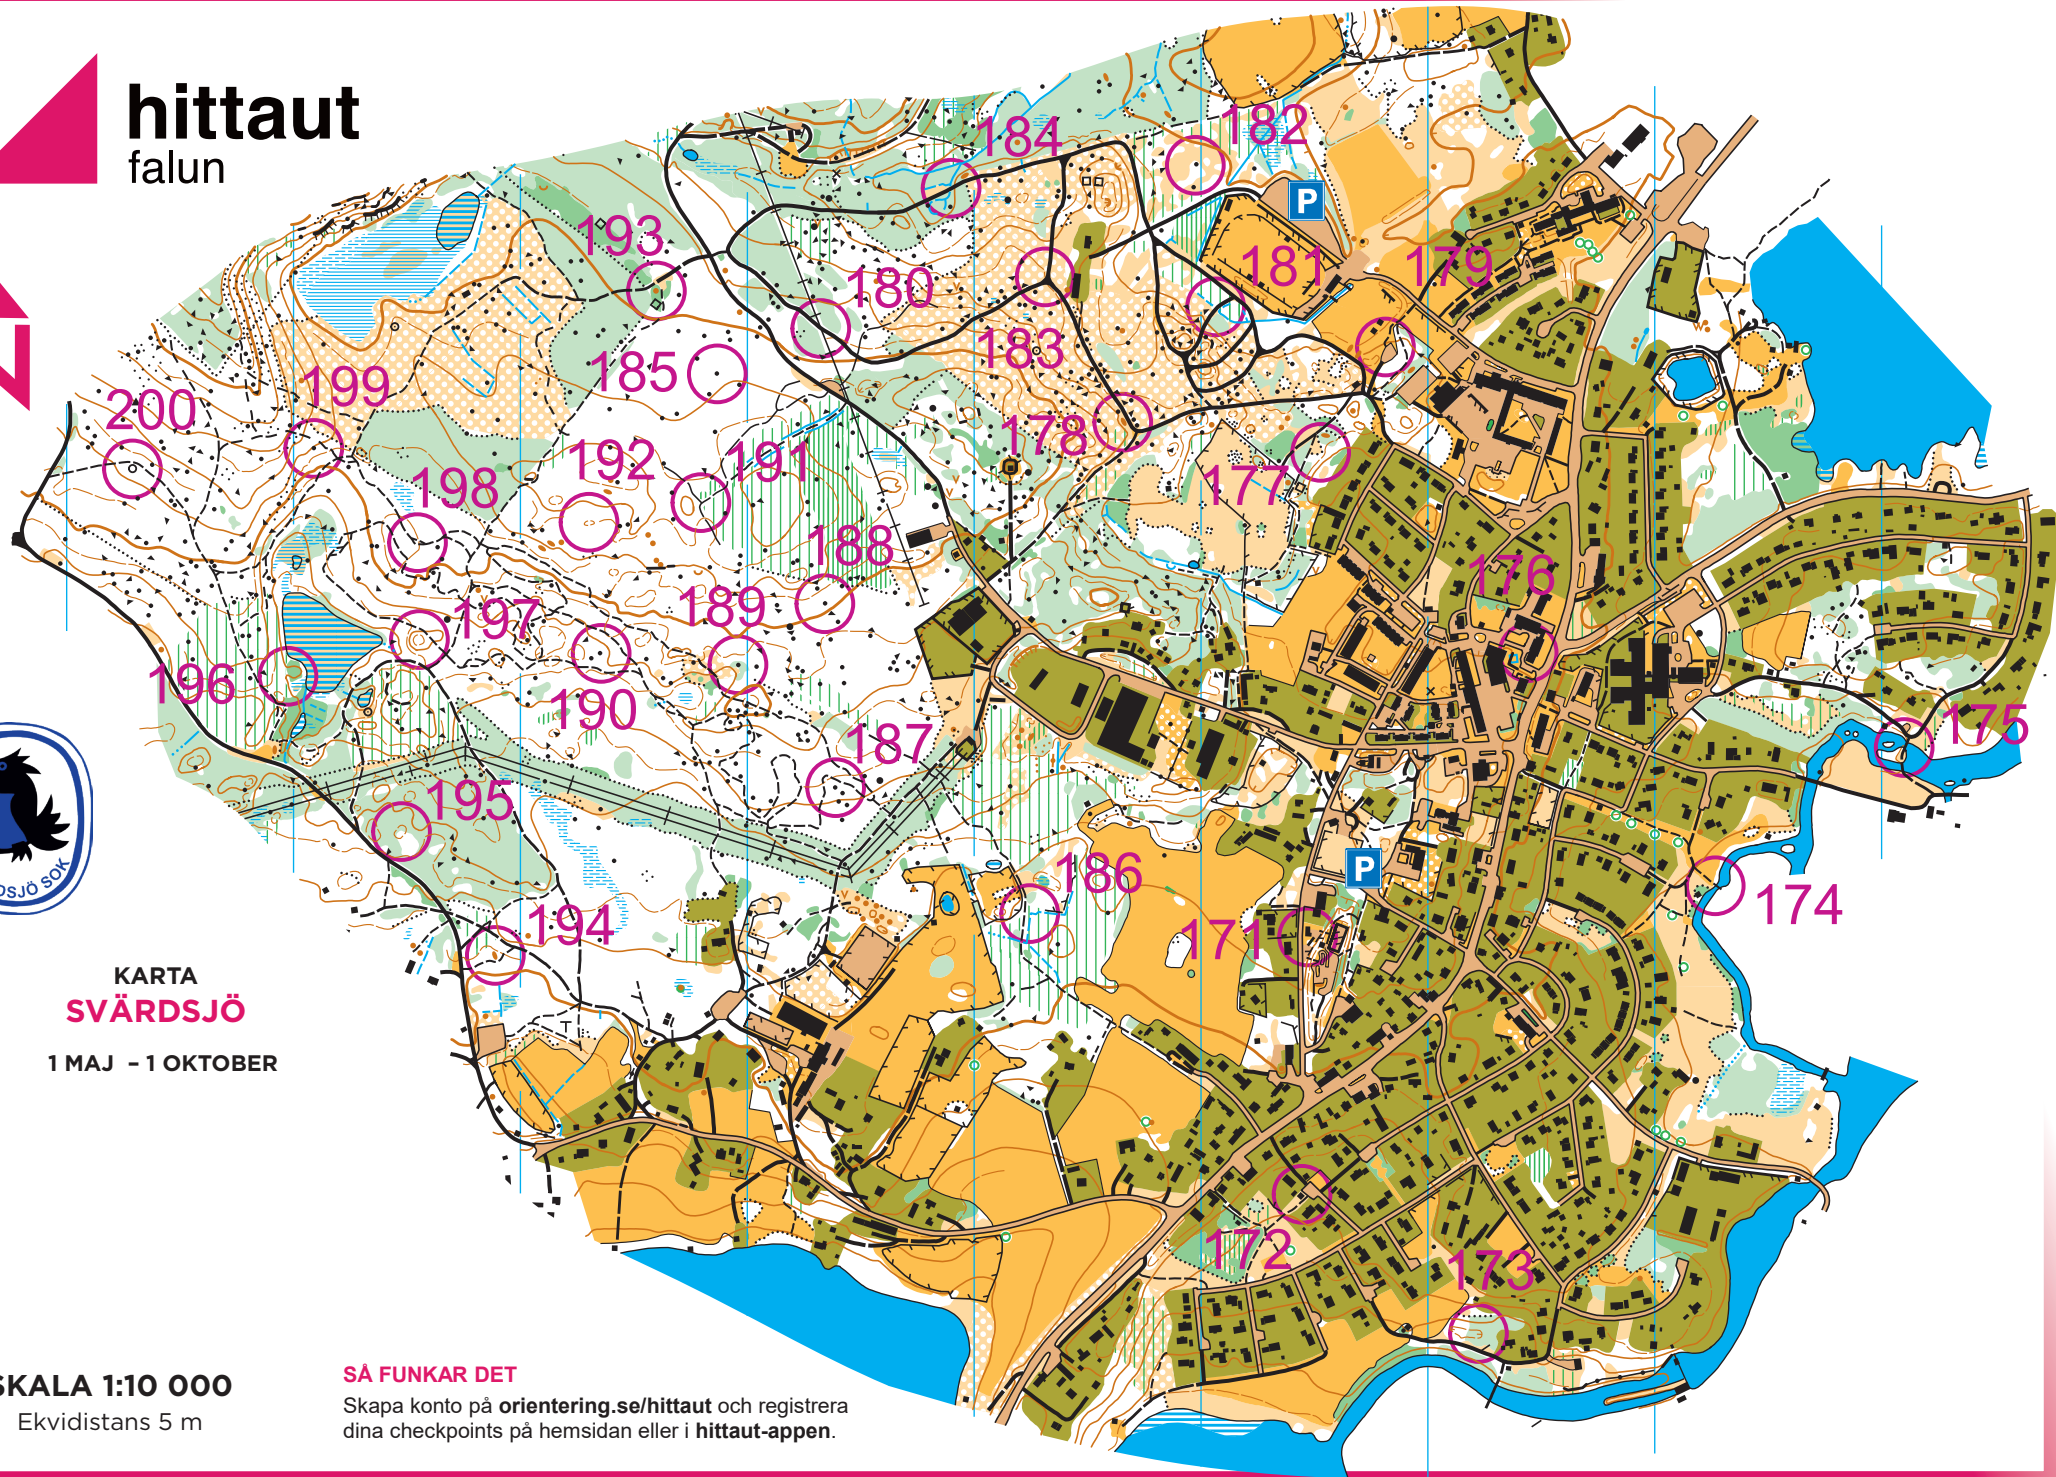 hittaut
falun
184
182
P
193
181
179
180
183
185
199
200
178
192
191
177
198
188
176
189
197
196
190
175
187
195
P
186
174
194
171
DSJÖ SOK
KARTA
SVÄRDSJÖ
1 MAJ – 1 OKTOBER
172
173
SKALA 1:10 000
Ekvidistans 5 m
SÅ FUNKAR DET
Skapa konto på orientering.se/hittaut och registrera
dina checkpoints på hemsidan eller i hittaut-appen.